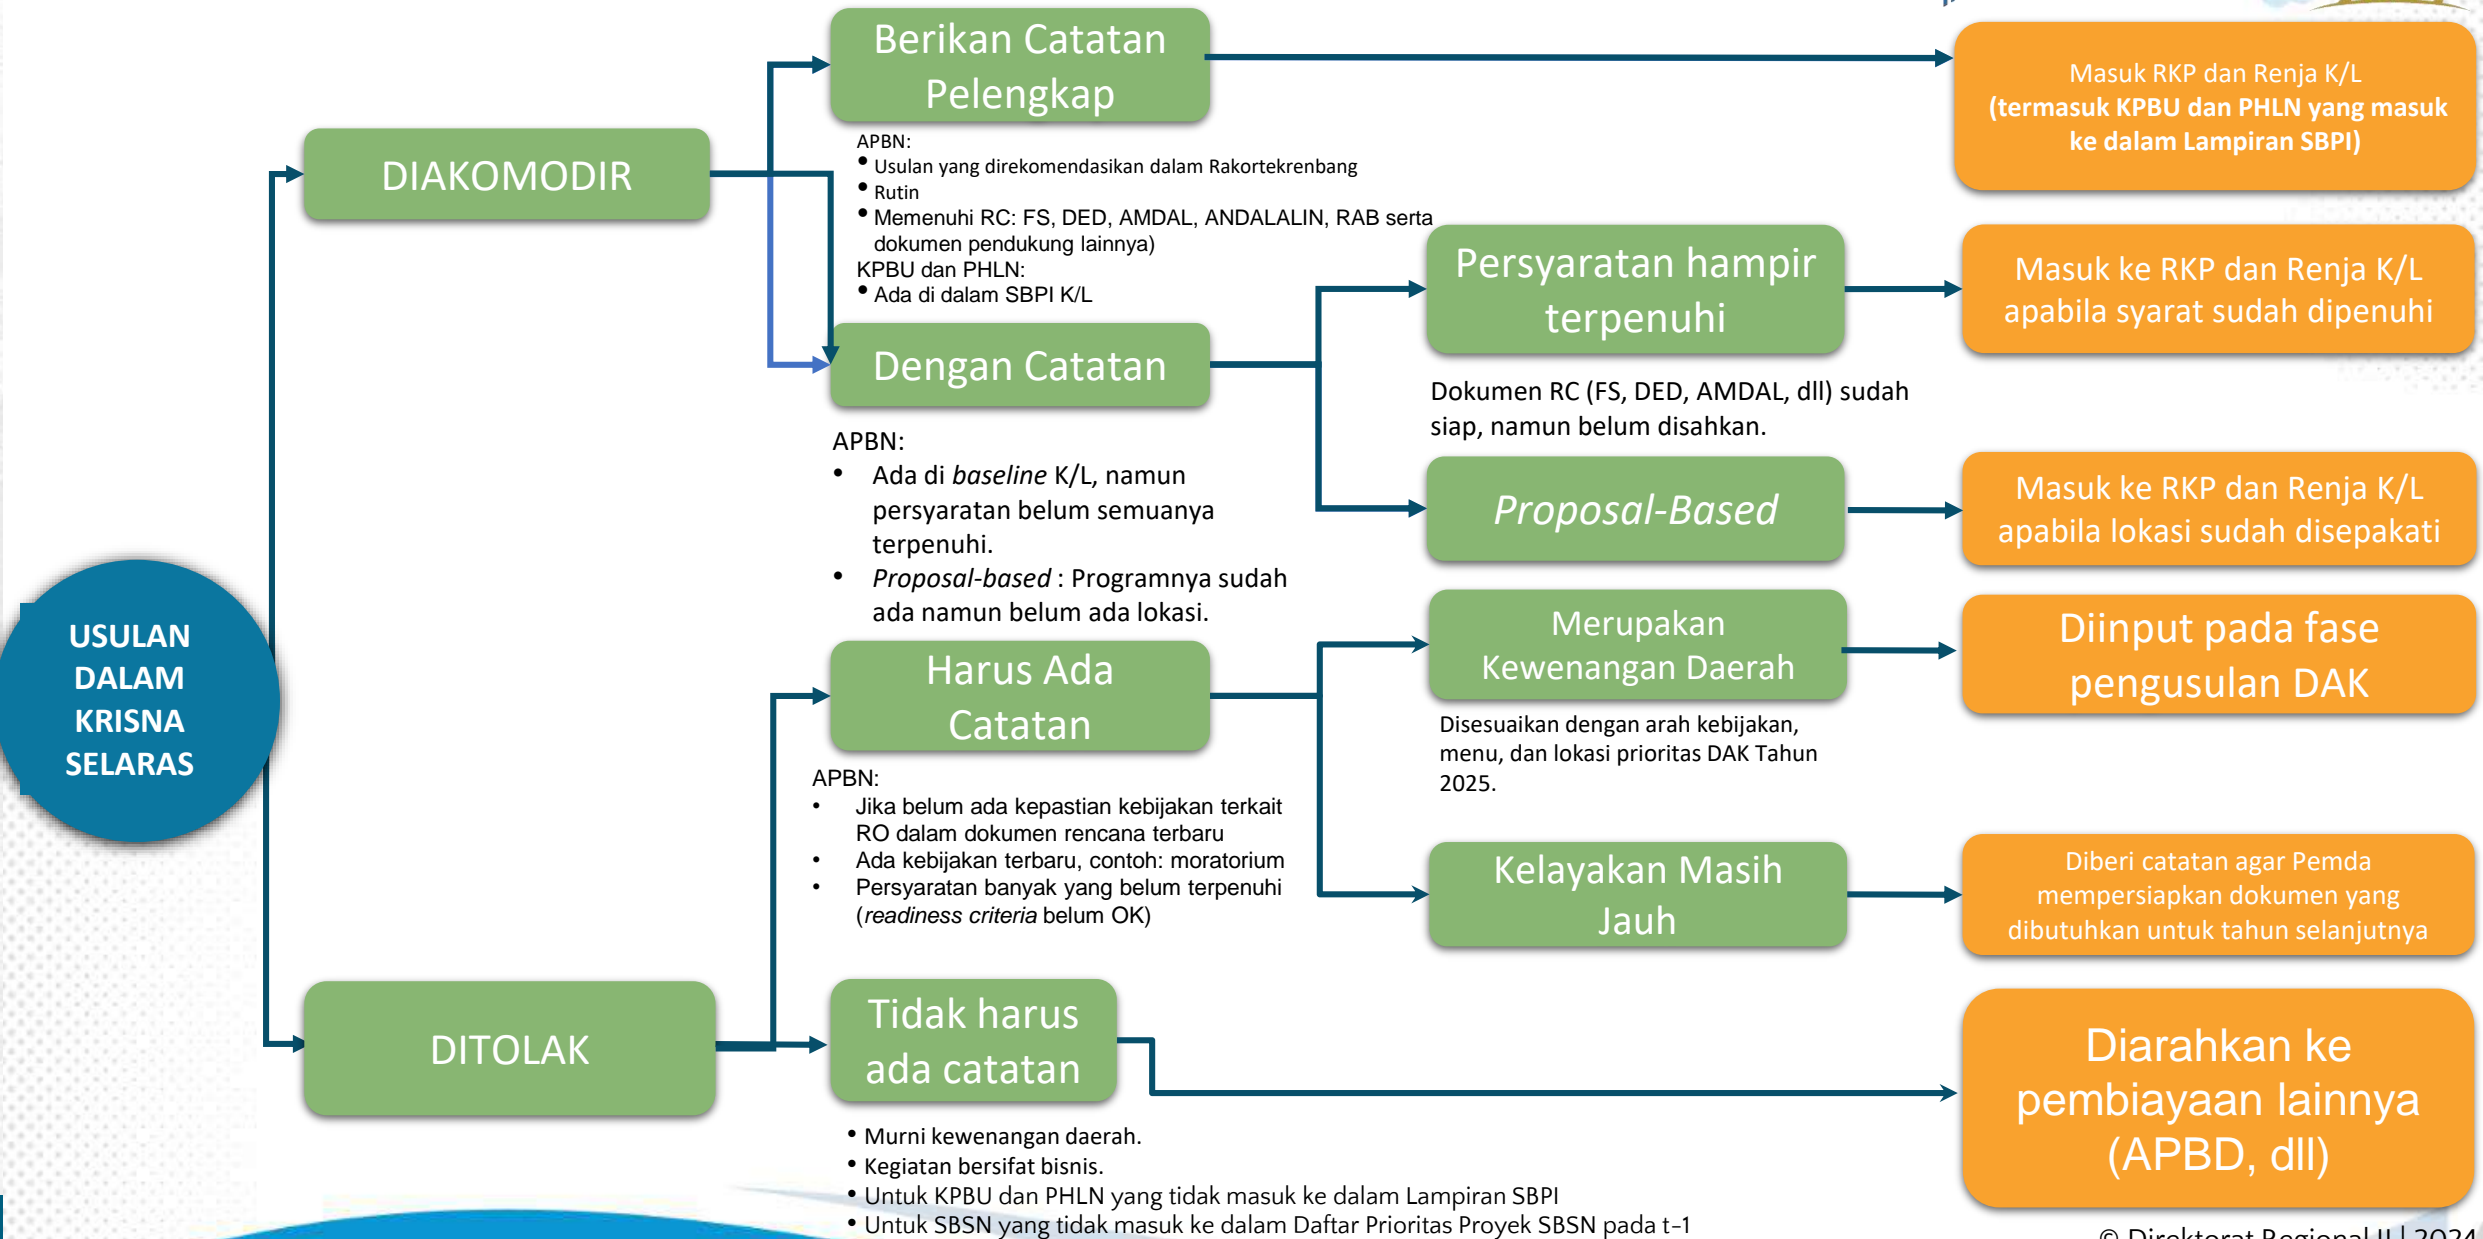 USULAN
DALAM
KRISNA
SELARAS
DIAKOMODIR
Berikan Catatan
Pelengkap
APBN:
• Usulan yang direkomendasikan dalam Rakortekrenbang
• Rutin
• Memenuhi RC: FS, DED, AMDAL, ANDALALIN, RAB serta
dokumen pendukung lainnya)
KPBU dan PHLN:
• Ada di dalam SBPI K/L
Masuk RKP dan Renja K/L
(termasuk KPBU dan PHLN yang masuk
ke dalam Lampiran SBPI)
Dengan Catatan
APBN:
• Ada di baseline K/L, namun
persyaratan belum semuanya
terpenuhi.
• Proposal-based : Programnya sudah
ada namun belum ada lokasi.
Persyaratan hampir
terpenuhi
Dokumen RC (FS, DED, AMDAL, dll) sudah
siap, namun belum disahkan.
Masuk ke RKP dan Renja K/L
apabila syarat sudah dipenuhi
Proposal-Based
Masuk ke RKP dan Renja K/L
apabila lokasi sudah disepakati
DITOLAK
Harus Ada
Catatan
APBN:
• Jika belum ada kepastian kebijakan terkait
RO dalam dokumen rencana terbaru
• Ada kebijakan terbaru, contoh: moratorium
• Persyaratan banyak yang belum terpenuhi
(readiness criteria belum OK)
Merupakan
Kewenangan Daerah
Disesuaikan dengan arah kebijakan,
menu, dan lokasi prioritas DAK Tahun
2025.
Diinput pada fase
pengusulan DAK
Kelayakan Masih
Jauh
Diberi catatan agar Pemda
mempersiapkan dokumen yang
dibutuhkan untuk tahun selanjutnya
Tidak harus
ada catatan
• Murni kewenangan daerah.
• Kegiatan bersifat bisnis.
• Untuk KPBU dan PHLN yang tidak masuk ke dalam Lampiran SBPI
• Untuk SBSN yang tidak masuk ke dalam Daftar Prioritas Proyek SBSN pada t-1
Diarahkan ke
pembiayaan lainnya
(APBD, dll)
© Direktorat Regional II | 2024